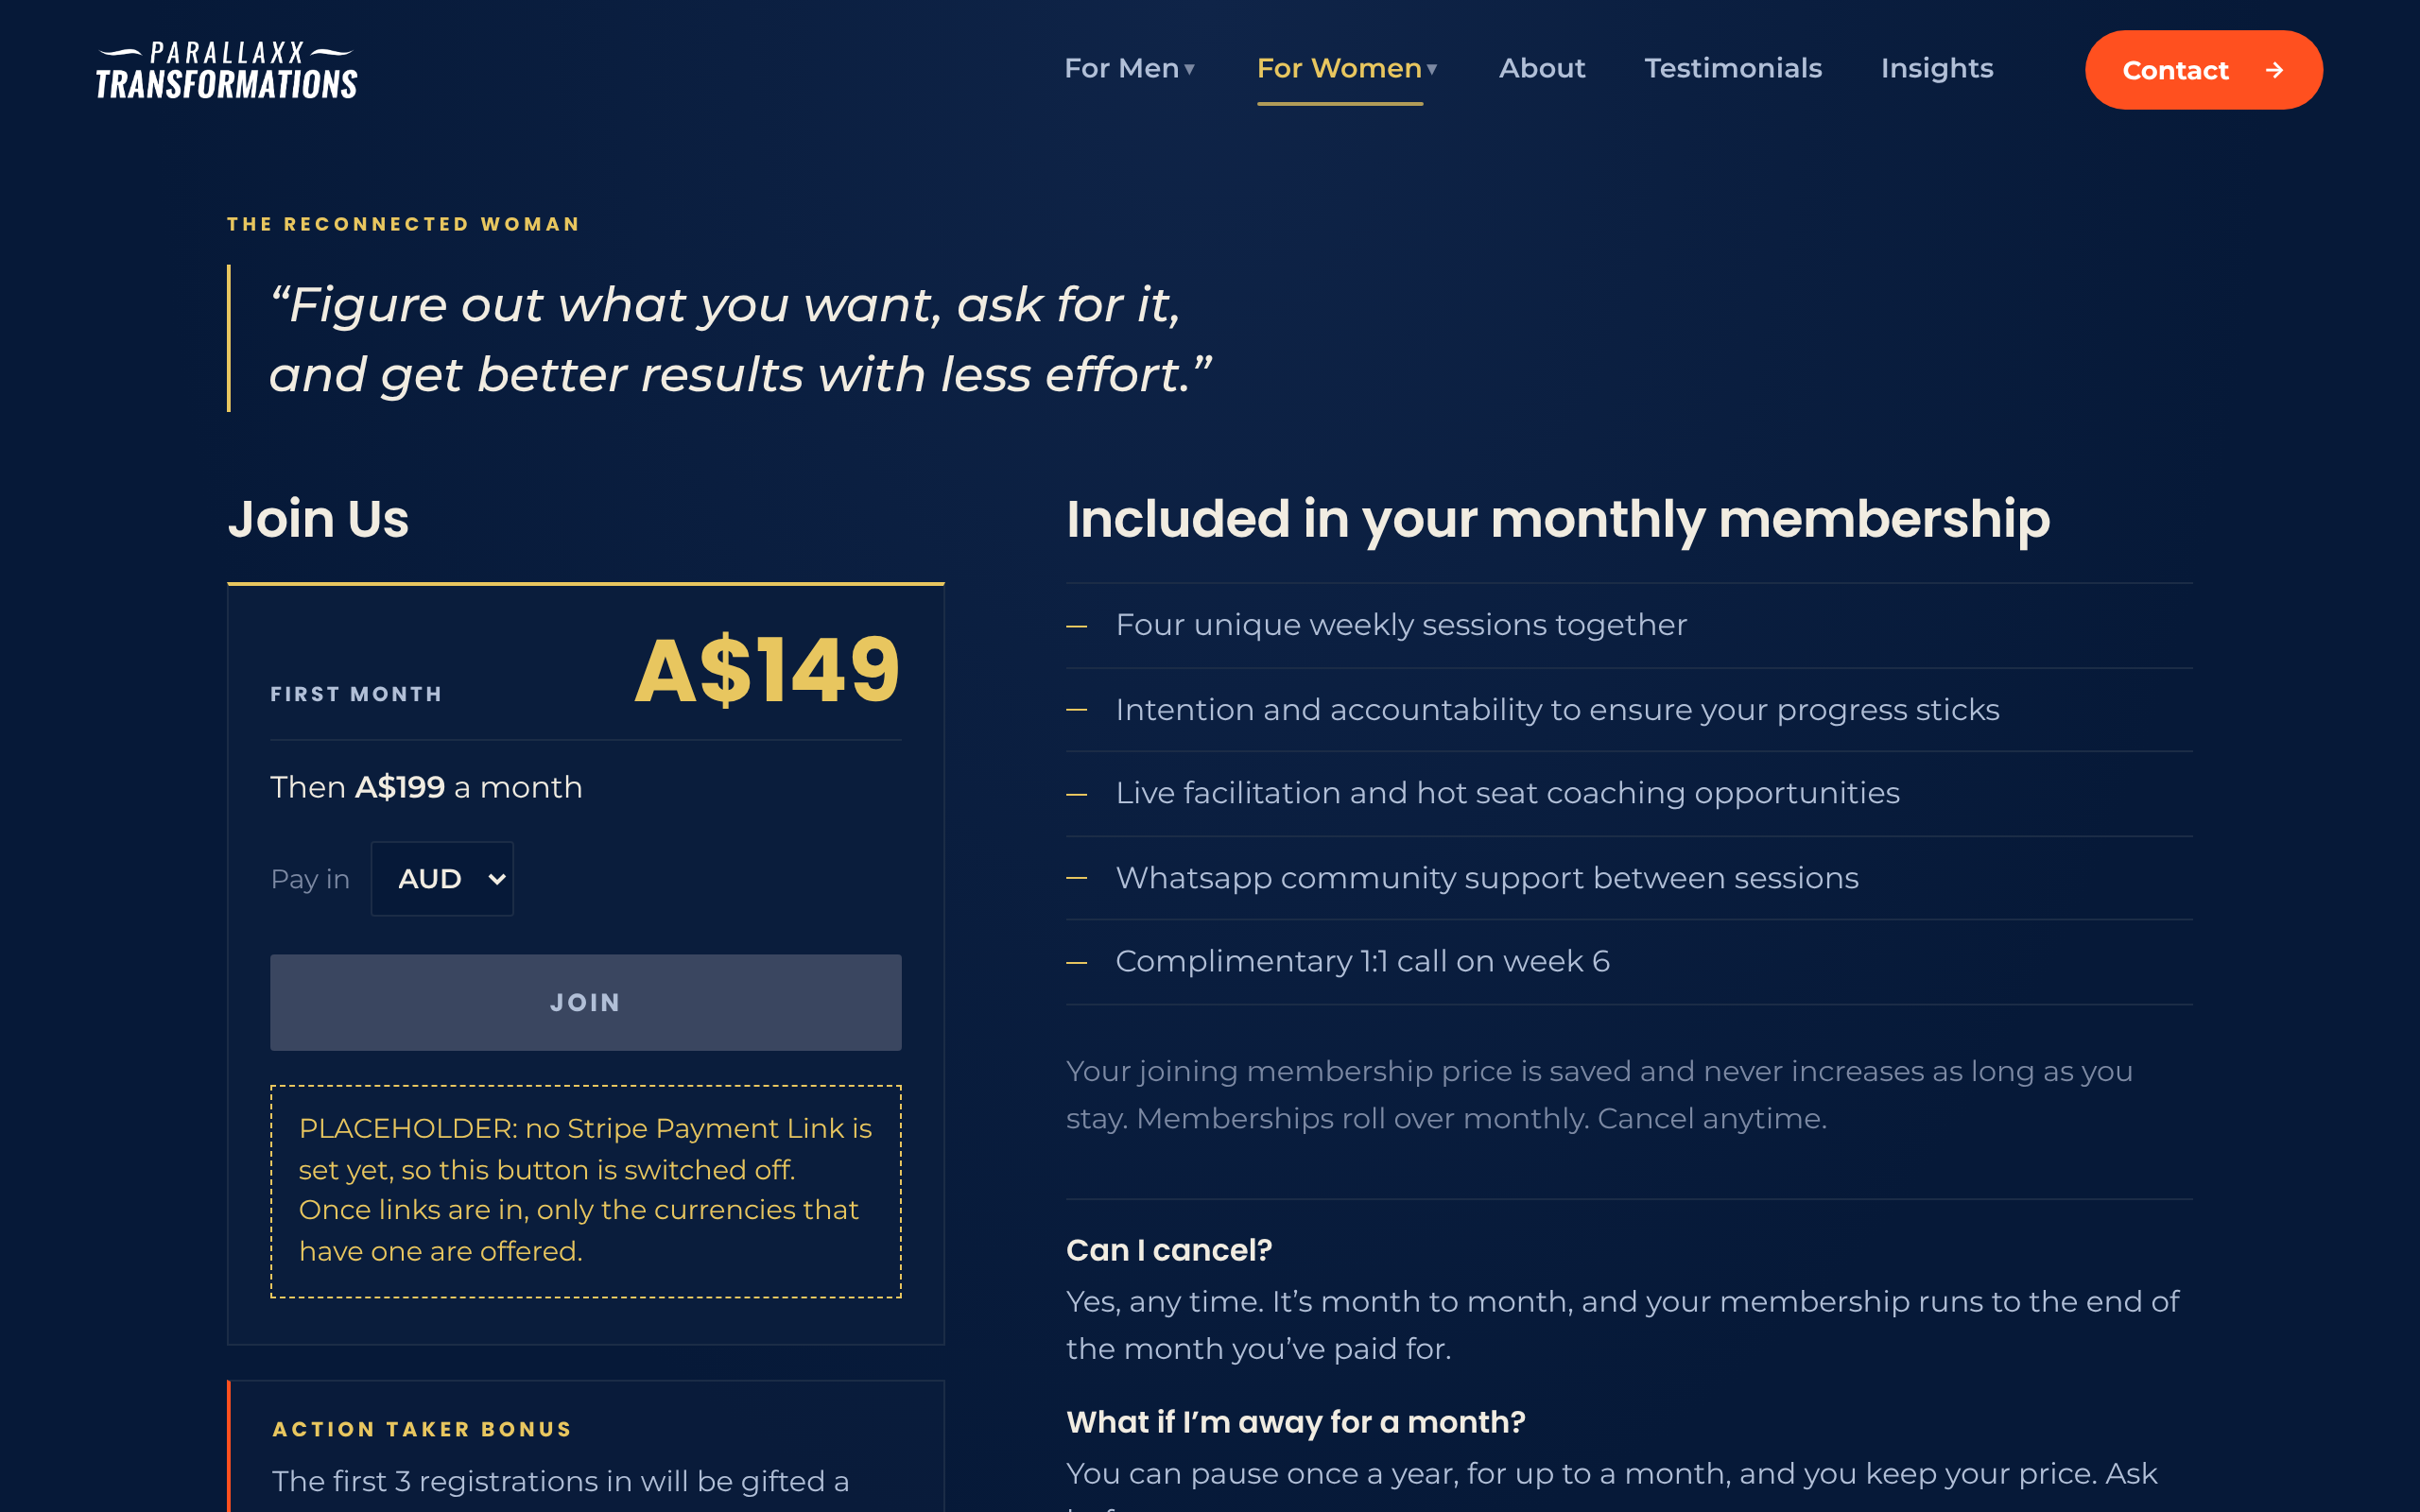 PARALLAXX
TRANSFORMATIONS
For Men ▾
For Women ▾
About
Testimonials
Insights
Contact →
THE RECONNECTED WOMAN
“Figure out what you want, ask for it,
and get better results with less effort.”
Join Us
FIRST MONTH
A$149
Then A$199 a month
Pay in
AUD
JOIN
PLACEHOLDER: no Stripe Payment Link is
set yet, so this button is switched off.
Once links are in, only the currencies that
have one are offered.
ACTION TAKER BONUS
The first 3 registrations in will be gifted a
Included in your monthly membership
— Four unique weekly sessions together
— Intention and accountability to ensure your progress sticks
— Live facilitation and hot seat coaching opportunities
— Whatsapp community support between sessions
— Complimentary 1:1 call on week 6
Your joining membership price is saved and never increases as long as you
stay. Memberships roll over monthly. Cancel anytime.
Can I cancel?
Yes, any time. It’s month to month, and your membership runs to the end of
the month you’ve paid for.
What if I’m away for a month?
You can pause once a year, for up to a month, and you keep your price. Ask